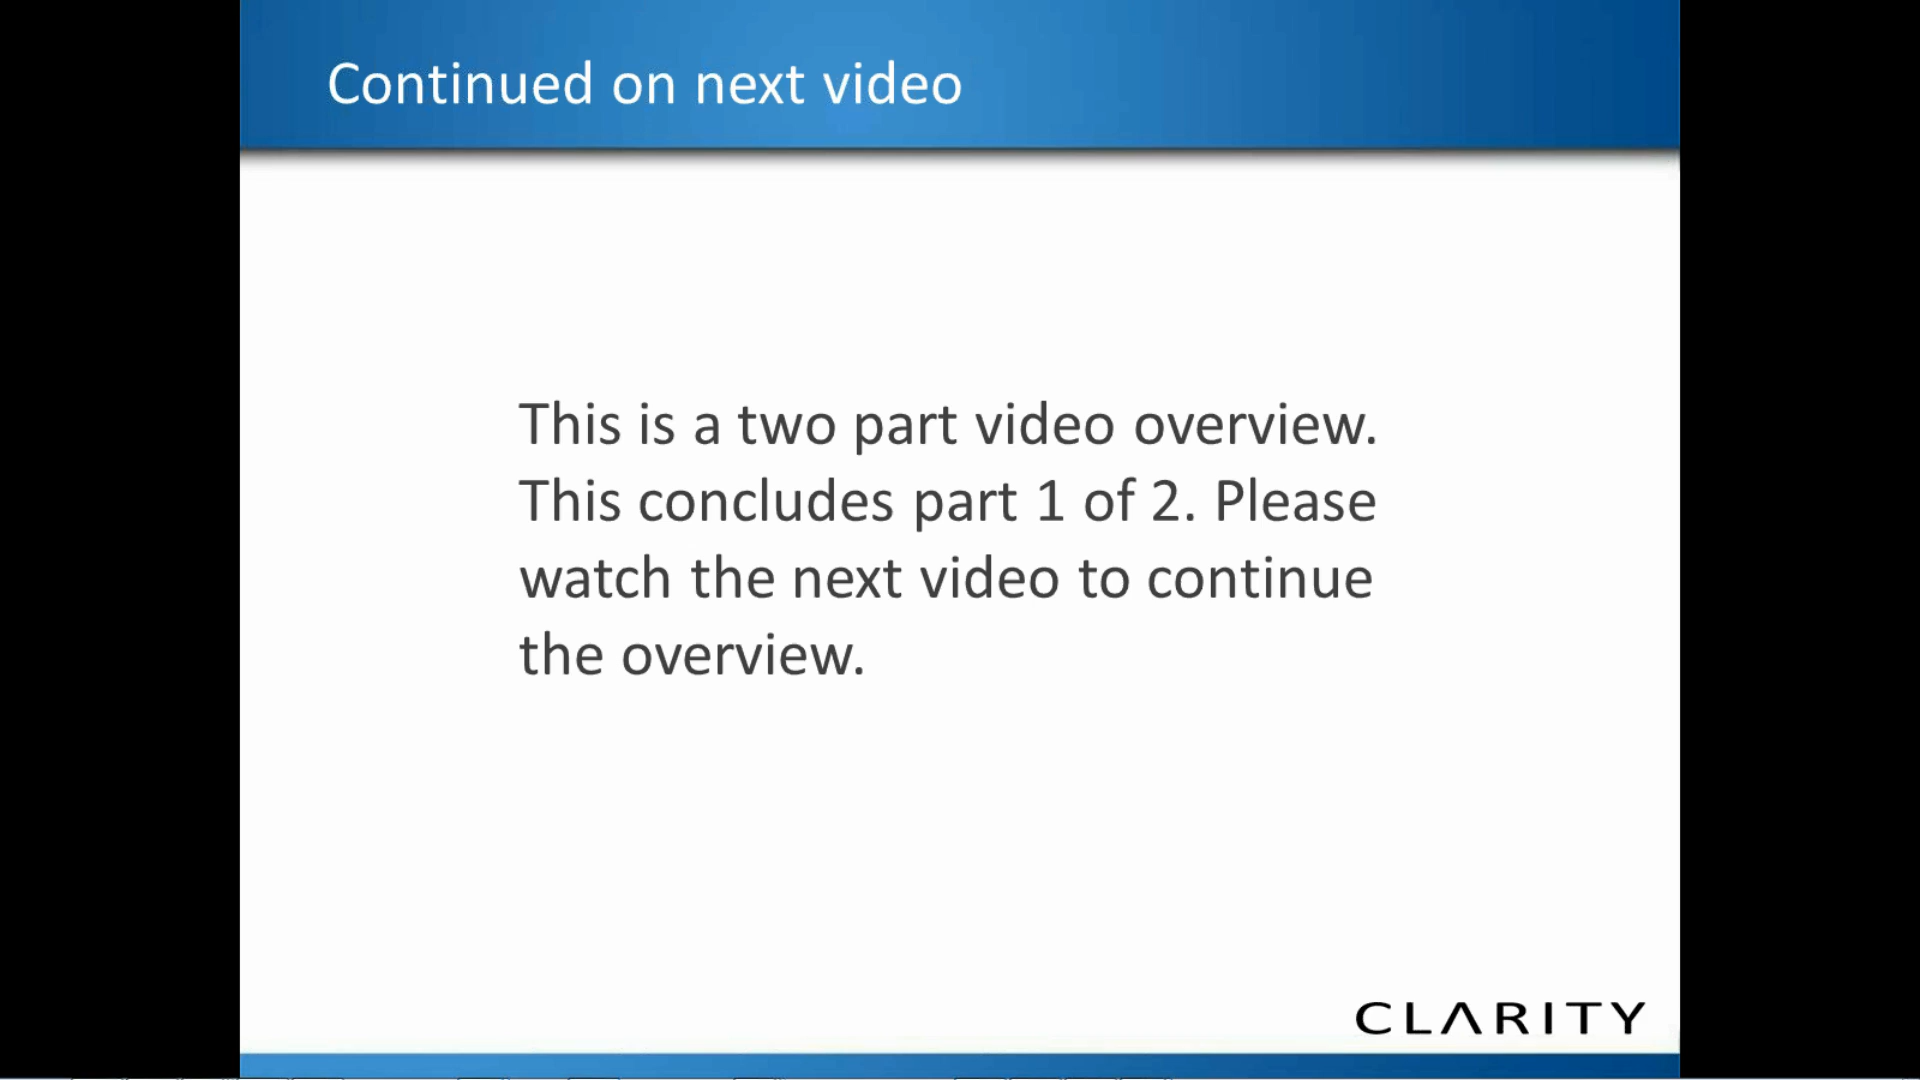 Continued on next video
This is a two part video overview.
This concludes part 1 of 2. Please
watch the next video to continue
the overview.
CLARITY